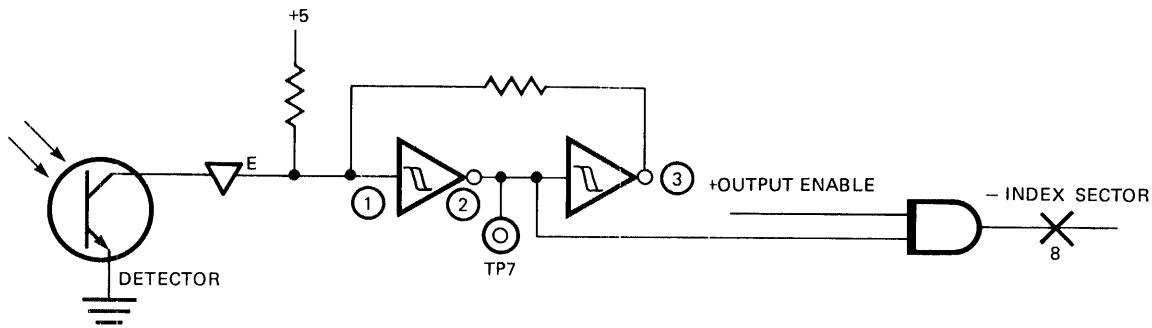 +5
E
1
2
3
+OUTPUT ENABLE
– INDEX SECTOR
8
TP7
DETECTOR